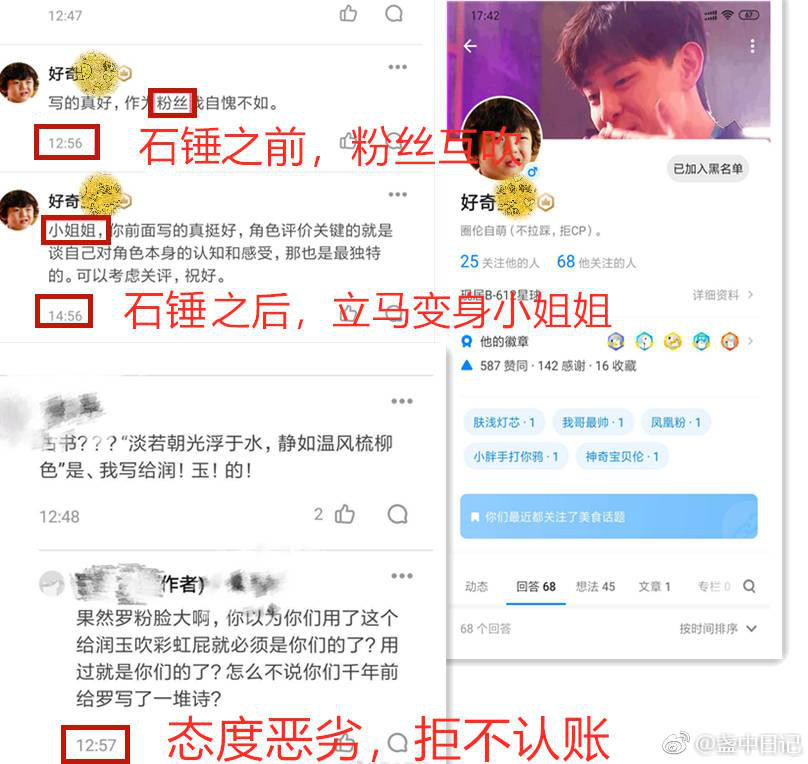 12:47
好奇
写的真好，作为粉丝我自愧不如。
12:56
石锤之前，粉丝互吹
好奇
小姐姐，你前面写的真挺好，角色评价关键的就是
谈自己对角色本身的认知和感受，那也是最独特
的。可以考虑关评，祝好。
14:56
石锤之后，立马变身小姐姐
古书？？？“淡若朝光浮于水，静如温风梳柳
色”是、我写给润！玉！的！
12:48
2
作者)
果然罗粉脸大啊，你以为你们用了这个
给润玉吹彩虹屁就必须是你们的了？用
过就是你们的了？怎么不说你们千年前
给罗写了一堆诗？
12:57
态度恶劣，拒不认账
17:42
67
已加入黑名单
好奇
圈伦自萌（不拉踩，拒CP）。
25 关注他的人 68 他关注的人
现居B-612星球
详细资料
他的徽章
587 赞同 · 142 感谢 · 16 收藏
肤浅灯芯 · 1
我哥最帅 · 1
凤凰粉 · 1
小胖手打你鸦 · 1
神奇宝贝伦 · 1
你们最近都关注了美食话题
动态 回答 68 想法 45 文章 1 专栏 0
68 个回答
按时间排序
@盏中日记